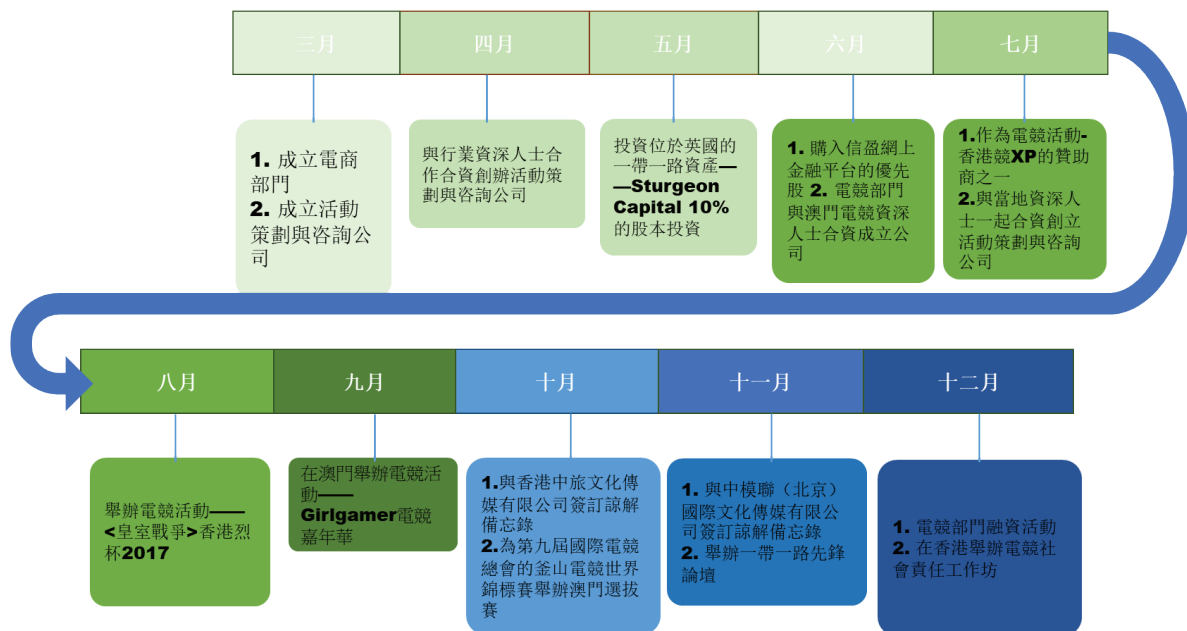 三月
四月
五月
六月
七月
1. 成立電商
部門
2. 成立活動
策劃與咨詢公
司
與行業資深人士合
作合資創辦活動策
劃與咨詢公司
投資位於英國的
一帶一路資產—
—Sturgeon
Capital 10%
的股本投資
1. 購入信盈網上
金融平台的優先
股 2. 電競部門
與澳門電競資深
人士合資成立公
司
1.作為電競活動-
香港競XP的贊助
商之一
2.與當地資深人
士一起合資創立
活動策劃與咨詢
公司
八月
九月
十月
十一月
十二月
舉辦電競活動——
<皇室戰爭>香港烈
杯2017
在澳門舉辦電競活
動——
Girlgamer電競
嘉年華
1.與香港中旅文化傳
媒有限公司簽訂諒解
備忘錄
2.為第九屆國際電競
總會的釜山電競世界
錦標賽舉辦澳門選拔
賽
1. 與中模聯（北京）
國際文化傳媒有限公
司簽訂諒解備忘錄
2. 舉辦一帶一路先鋒
論壇
1. 電競部門融資活動
2. 在香港舉辦電競社
會責任工作坊